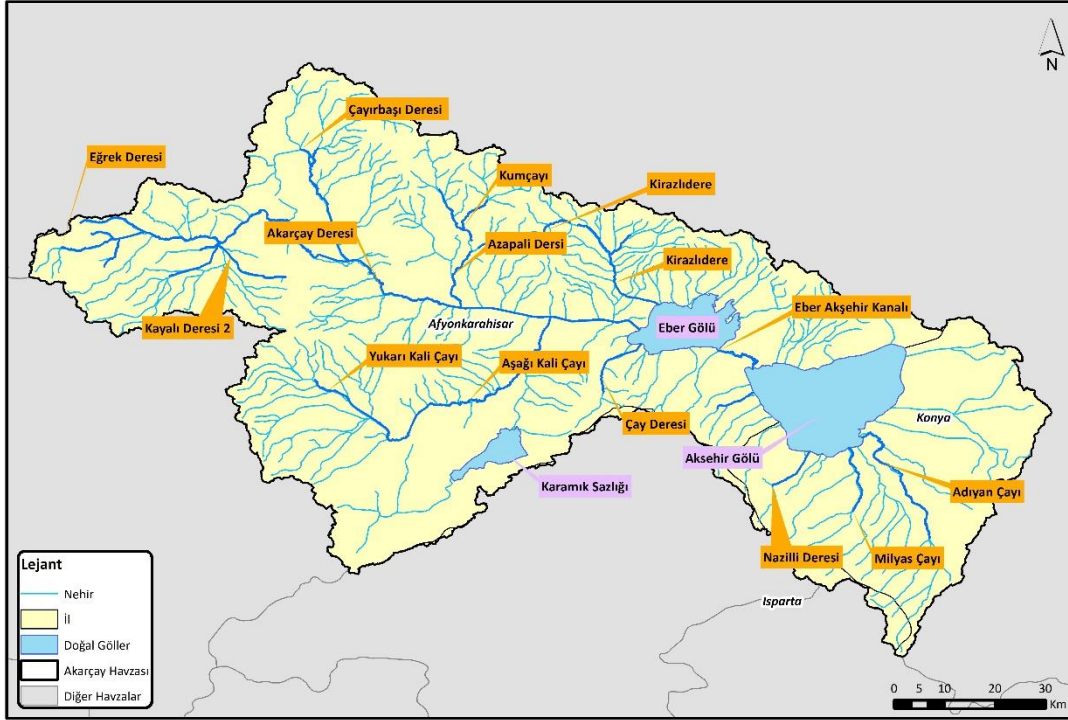 N
Çayırbaşı Deresi
Eğrek Deresi
Kumçayı
Kirazlıdere
Akarçay Deresi
Azapali Dersi
Kirazlıdere
Eber Akşehir Kanalı
Eber Gölü
Afyonkarahisar
Kayalı Deresi 2
Yukarı Kali Çayı
Aşağı Kali Çayı
Çay Deresi
Konya
Aksehir Gölü
Karamık Sazlığı
Adıyan Çayı
Nazilli Deresi
Milyas Çayı
Isparta
Lejant
Nehir
İl
Doğal Göller
Akarçay Havzası
Diğer Havzalar
0 5 10 20 30
Km